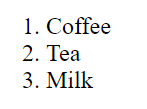 1. Coffee
2. Tea
3. Milk